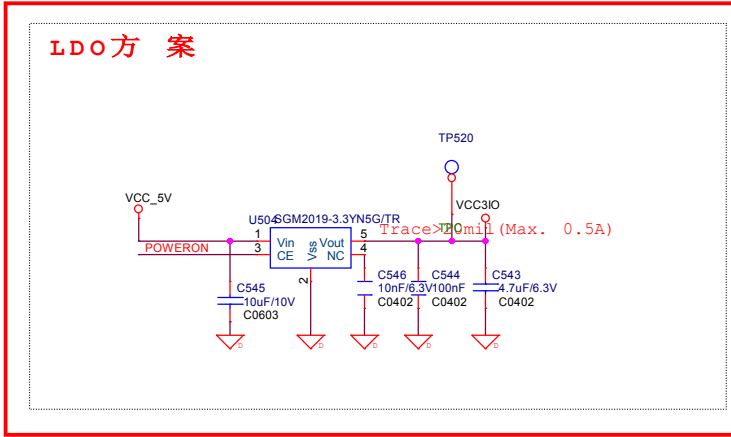 LDO方 案
TP520
VCC_5V
VCC3IO
U504
SGM2019-3.3YN5G/TR
TPO
Trace>20mil(Max. 0.5A)
1 Vin Vout 5
POWERON 3 CE Vss NC 4
2
C545
10uF/10V
C0603
C546
10nF/6.3V
C0402
C544
100nF
C0402
C543
4.7uF/6.3V
C0402
D D D D D